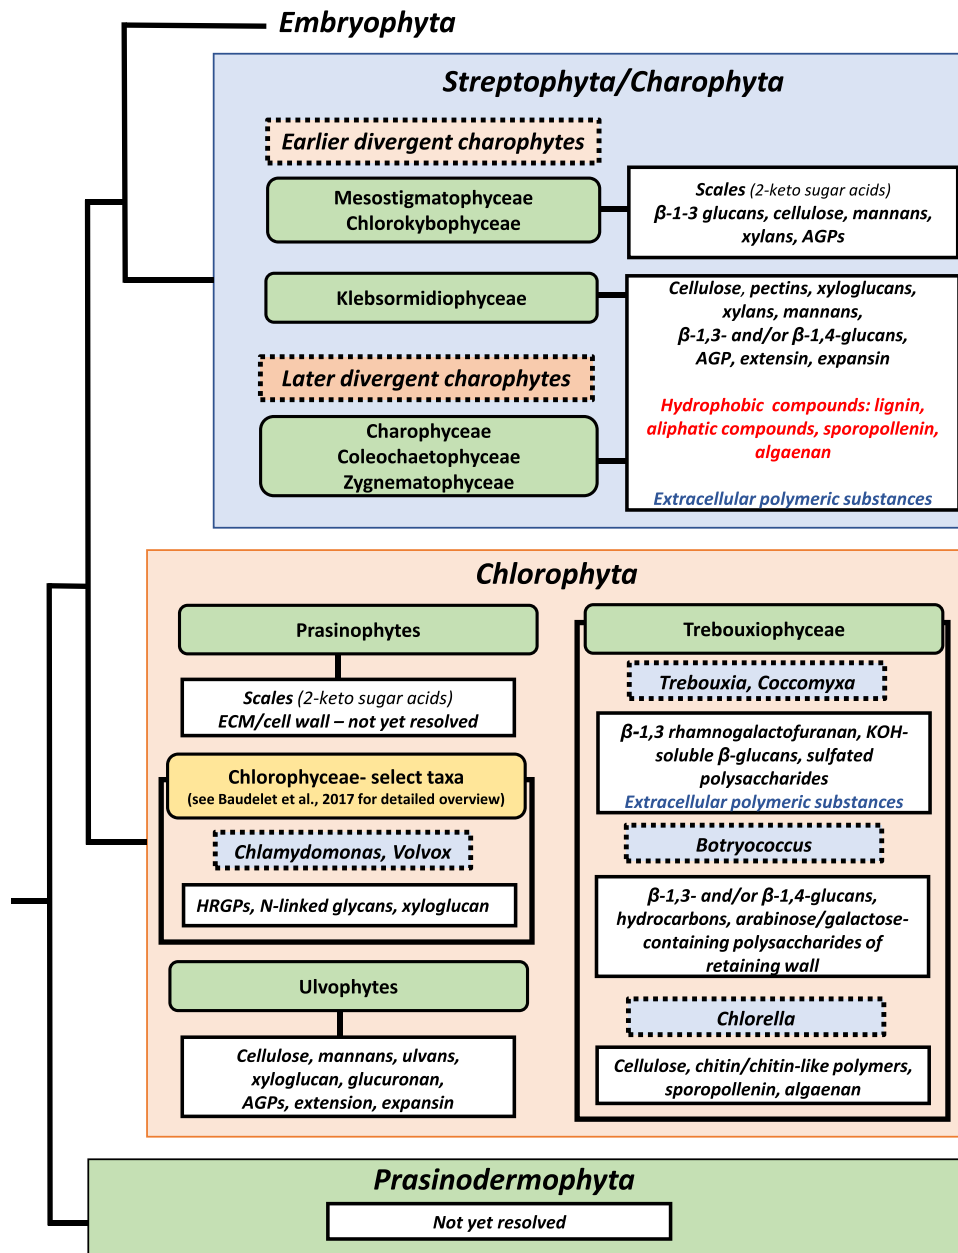 Embryophyta
Streptophyta/Charophyta
Earlier divergent charophytes
Mesostigmatophyceae
Chlorokybophyceae
Scales (2-keto sugar acids)
β-1-3 glucans, cellulose, mannans,
xylans, AGPs
Klebsormidiophyceae
Cellulose, pectins, xyloglucans,
xylans, mannans,
β-1,3- and/or β-1,4-glucans,
AGP, extensin, expansin
Hydrophobic compounds: lignin,
aliphatic compounds, sporopollenin,
algaenan
Extracellular polymeric substances
Later divergent charophytes
Charophyceae
Coleochaetophyceae
Zygnematophyceae
Chlorophyta
Prasinophytes
Scales (2-keto sugar acids)
ECM/cell wall – not yet resolved
Chlorophyceae- select taxa
(see Baudelet et al., 2017 for detailed overview)
Chlamydomonas, Volvox
HRGPs, N-linked glycans, xyloglucan
Ulvophytes
Cellulose, mannans, ulvans,
xyloglucan, glucuronan,
AGPs, extension, expansin
Trebouxiophyceae
Trebouxia, Coccomyxa
β-1,3 rhamnogalactofuranan, KOH-
soluble β-glucans, sulfated
polysaccharides
Extracellular polymeric substances
Botryococcus
β-1,3- and/or β-1,4-glucans,
hydrocarbons, arabinose/galactose-
containing polysaccharides of
retaining wall
Chlorella
Cellulose, chitin/chitin-like polymers,
sporopollenin, algaenan
Prasinodermophyta
Not yet resolved